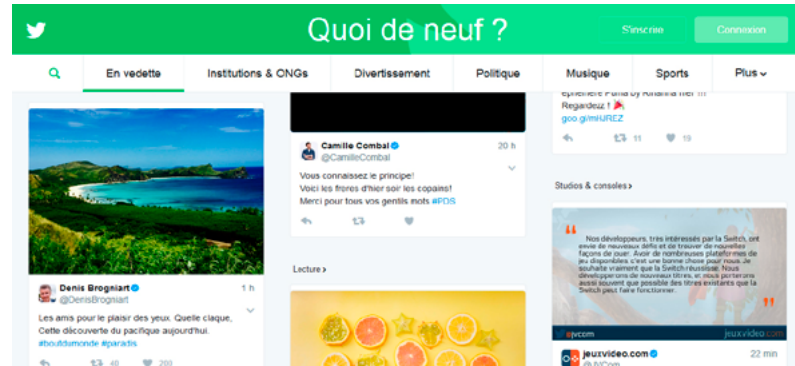 Quoi de neuf ?
S'inscrire
Connexion
En vedette
Institutions & ONGs
Divertissement
Politique
Musique
Sports
Plus
Denis Brogniart
1 h
@DenisBrogniart
Les amis pour le plaisir des yeux. Quelle claque,
Cette découverte du pacifique aujourd'hui.
#boutdumonde #paradis
40
200
Camille Combal
20 h
@CamilleCombal
Vous connaissez le principe!
Voici les freres d'hier soir les copains!
Merci pour tous vos gentils mots #PDS
Lecture
Regardez !
goo.gl/mHJREZ
11
19
Studios & consoles
Nos développeurs, très intéressés par la Switch, ont
envie de nouveaux défis et de trouver de nouvelles
façons de jouer. Avoir de nombreuses plateformes de
jeu disponibles c'est une bonne chose pour nous. Je
souhaite vraiment que la Switch réussisse. Nous
développerons de nouveaux titres, et nous porterons
aussi souvent que possible des titres existants que la
Switch peut faire fonctionner.
jvcom
jeuxvideo.com
jeuxvideo.com
22 min
@JVCom